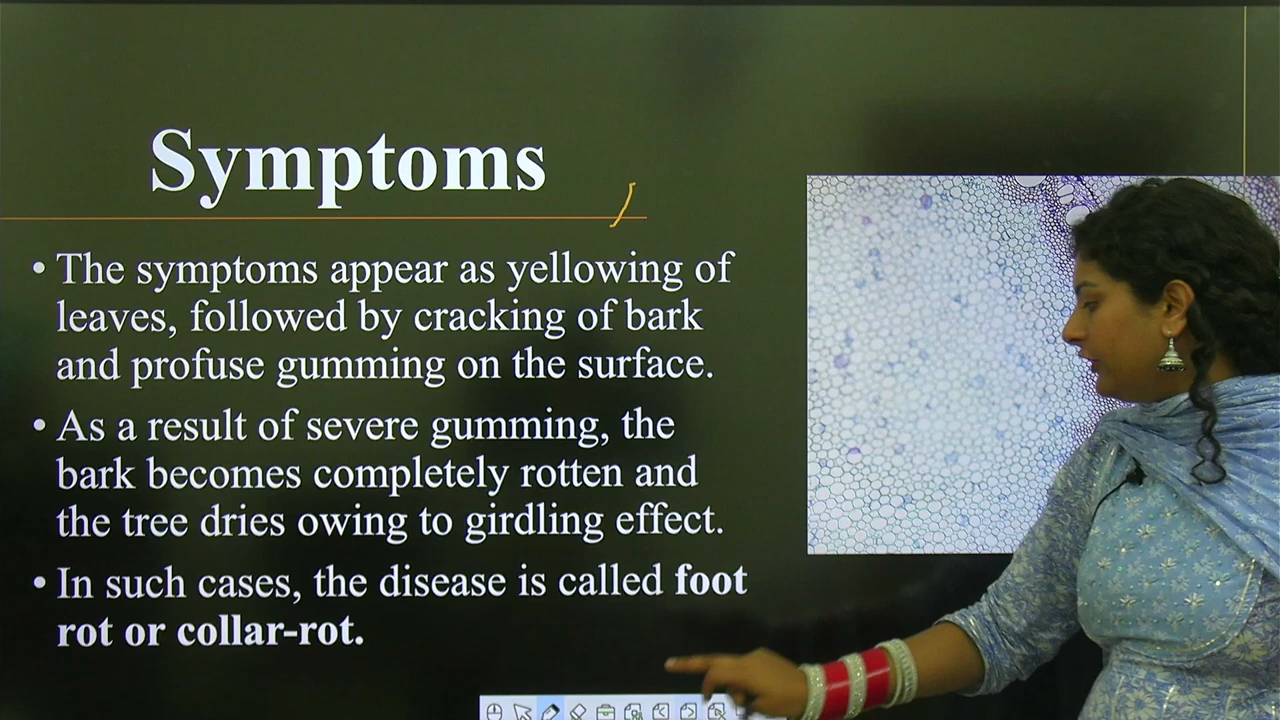 Symptoms
• The symptoms appear as yellowing of
leaves, followed by cracking of bark
and profuse gumming on the surface.
• As a result of severe gumming, the
bark becomes completely rotten and
the tree dries owing to girdling effect.
• In such cases, the disease is called foot
rot or collar-rot.